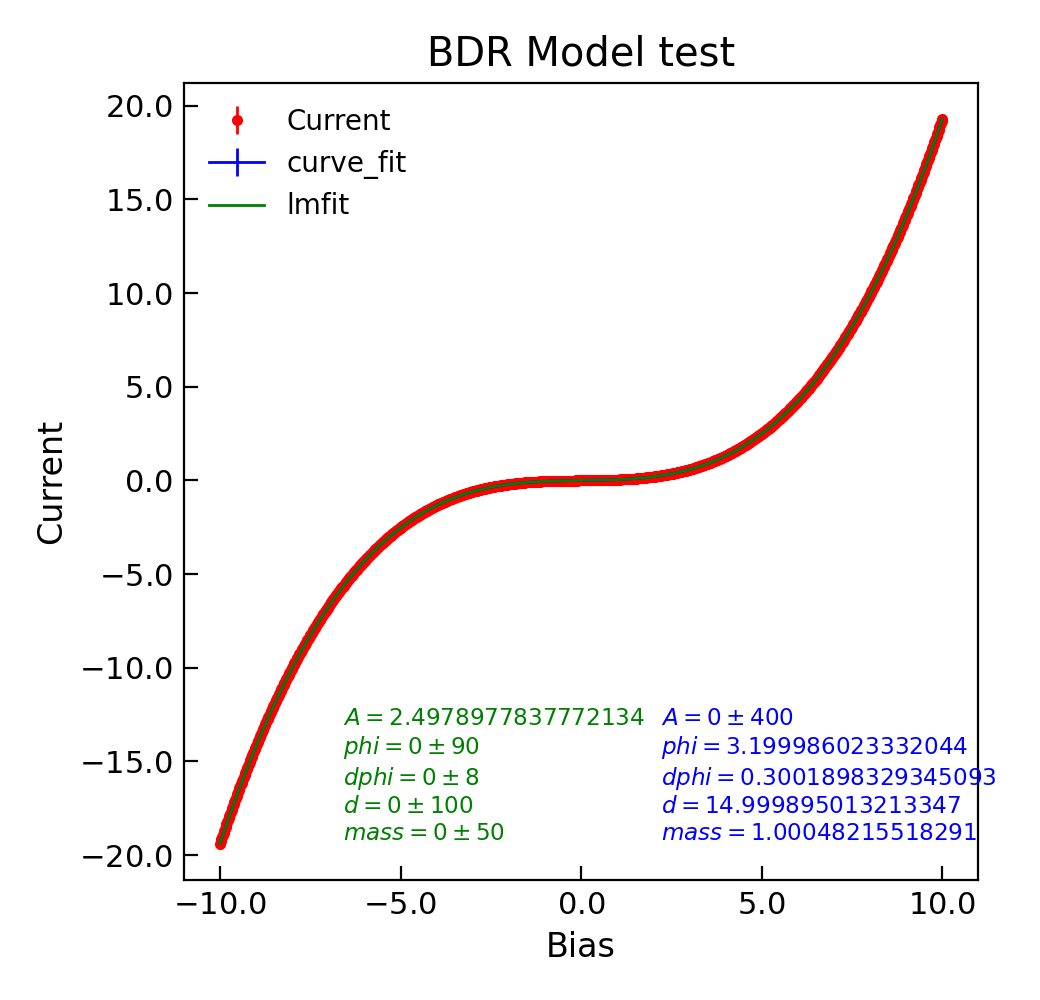 BDR Model test
Current
curve_fit
lmfit
20.0
15.0
10.0
5.0
0.0
−5.0
−10.0
−15.0
−20.0
Current
A = 2.4978977837772134
phi = 0 ± 90
dphi = 0 ± 8
d = 0 ± 100
mass = 0 ± 50
A = 0 ± 400
phi = 3.199986023332044
dphi = 0.3001898329345093
d = 14.999895013213347
mass = 1.00048215518291
−10.0
−5.0
0.0
5.0
10.0
Bias